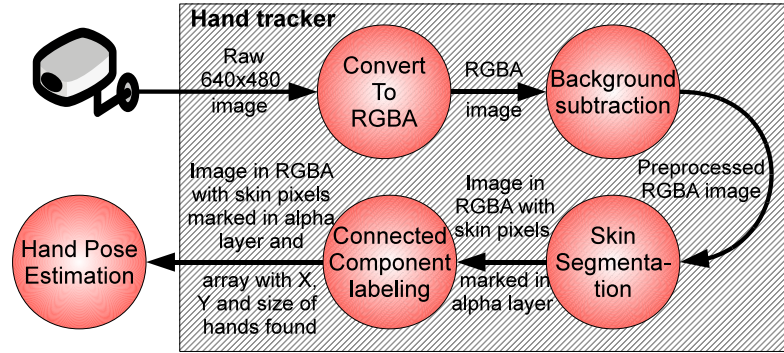 Hand tracker
Raw
640x480
image
Convert
To
RGBA
RGBA
image
Background
subtraction
Preprocessed
RGBA image
Skin
Segmenta-
tion
Image in
RGBA with
skin pixels
marked in
alpha layer
Connected
Component
labeling
Image in RGBA
with skin pixels
marked in alpha
layer and
array with X,
Y and size of
hands found
Hand Pose
Estimation